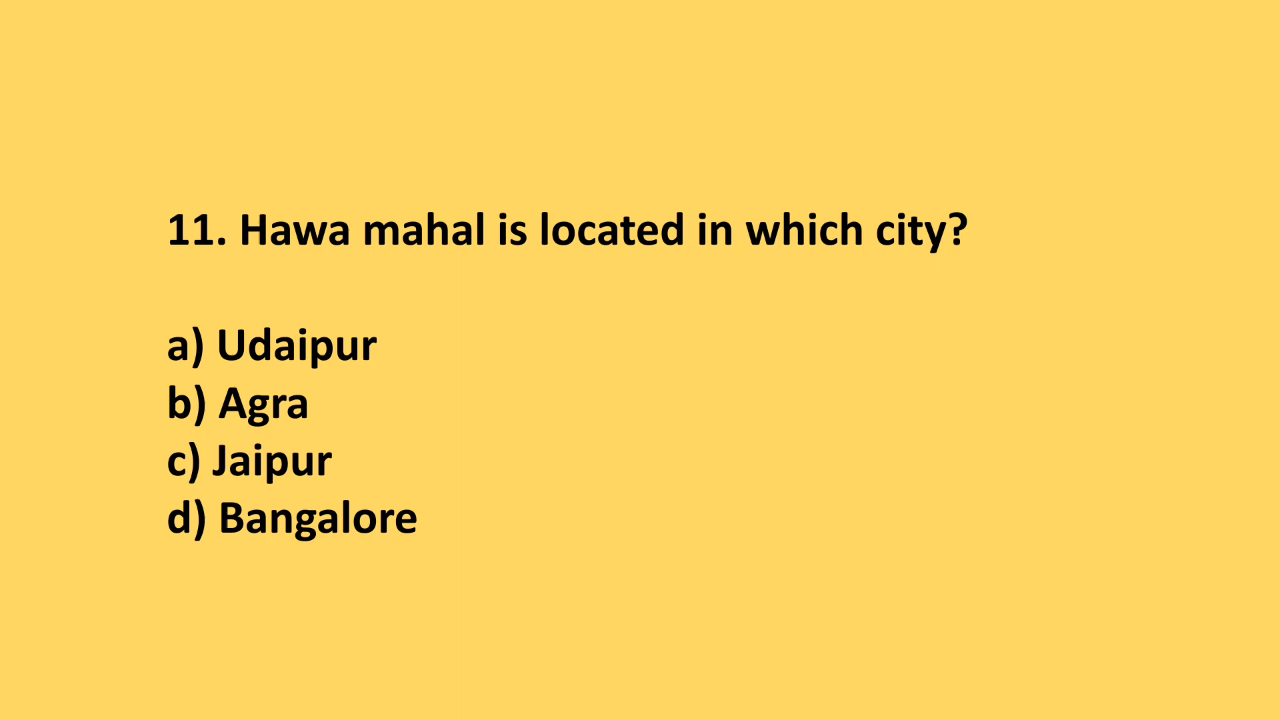 11. Hawa mahal is located in which city?
a) Udaipur
b) Agra
c) Jaipur
d) Bangalore